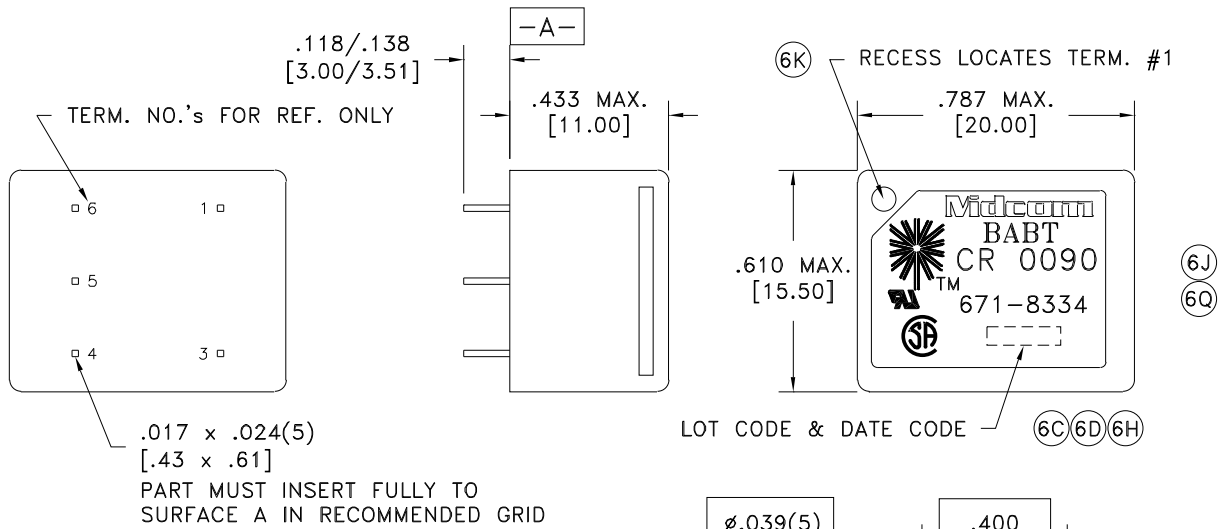 -A-
.118/.138
[3.00/3.51]
6K
RECESS LOCATES TERM. #1
.433 MAX.
[11.00]
.787 MAX.
[20.00]
TERM. NO.'s FOR REF. ONLY
6
1
5
4
3
Midcom
BABT
CR 0090
TM
671-8334
.610 MAX.
[15.50]
6J
6Q
LOT CODE & DATE CODE
6C
6D
6H
.017 x .024(5)
[.43 x .61]
PART MUST INSERT FULLY TO
SURFACE A IN RECOMMENDED GRID
ø.039(5)
.400